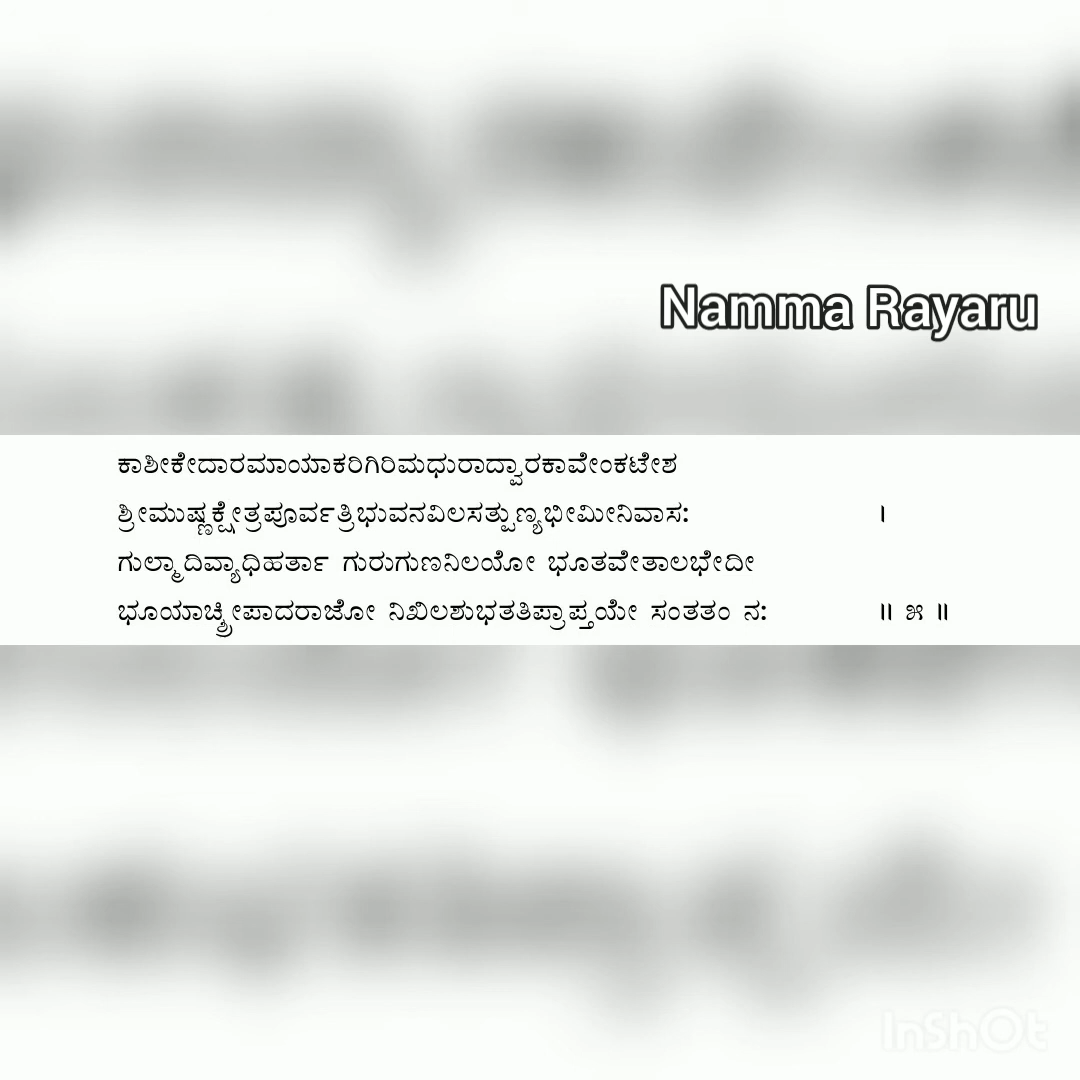 Namma Rayaru
ಕಾಶೀಕೇದಾರಮಾಯಾಕರಿಗಿರಿಮಧುರಾದ್ವಾರಕಾವೇಂಕಟೇಶ
ಶ್ರೀಮುಷ್ಣಕ್ಷೇತ್ರಪೂರ್ವತ್ರಿಭುವನವಿಲಸತ್ಪುಣ್ಯಭೀಮೀನಿವಾಸಃ ।
ಗುಲ್ಮಾದಿವ್ಯಾಧಿಹರ್ತಾ ಗುರುಗುಣನಿಲಯೋ ಭೂತವೇತಾಲಭೇದೀ
ಭೂಯಾಚ್ಶ್ರೀಪಾದರಾಜೋ ನಿಖಿಲಶುಭತತಿಪ್ರಾಪ್ತಯೇ ಸಂತತಂ ನಃ ॥ ೫ ॥
InShOt